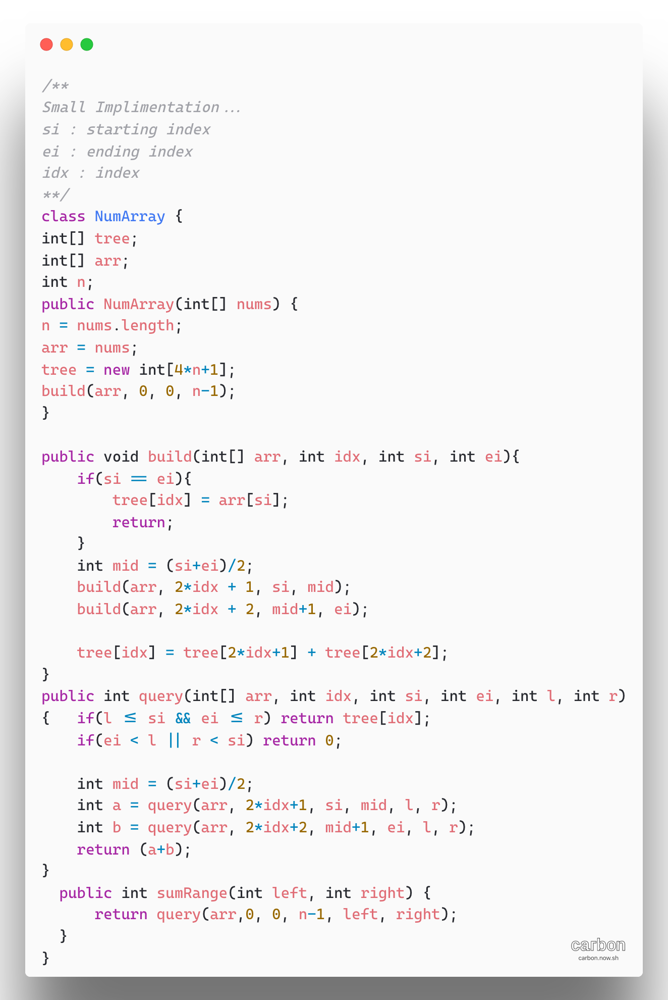 /**
Small Implimentation...
si : starting index
ei : ending index
idx : index
**/
class NumArray {
int[] tree;
int[] arr;
int n;
public NumArray(int[] nums) {
n = nums.length;
arr = nums;
tree = new int[4*n+1];
build(arr, 0, 0, n-1);
}

public void build(int[] arr, int idx, int si, int ei){
    if(si == ei){
        tree[idx] = arr[si];
        return;
    }
    int mid = (si+ei)/2;
    build(arr, 2*idx + 1, si, mid);
    build(arr, 2*idx + 2, mid+1, ei);

    tree[idx] = tree[2*idx+1] + tree[2*idx+2];
}
public int query(int[] arr, int idx, int si, int ei, int l, int r)
{   if(l <= si && ei <= r) return tree[idx];
    if(ei < l || r < si) return 0;

    int mid = (si+ei)/2;
    int a = query(arr, 2*idx+1, si, mid, l, r);
    int b = query(arr, 2*idx+2, mid+1, ei, l, r);
    return (a+b);
}
  public int sumRange(int left, int right) {
      return query(arr,0, 0, n-1, left, right);
  }
}
carbon
carbon.now.sh